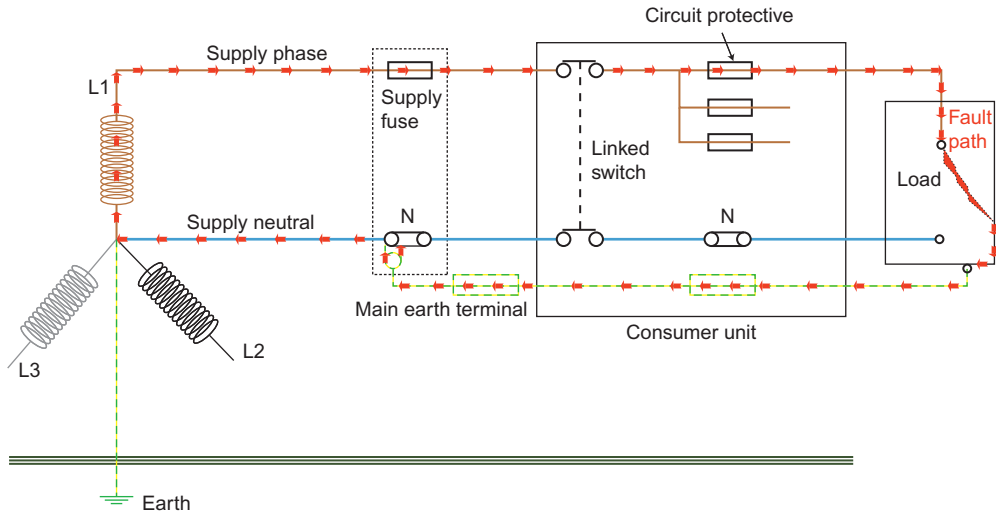 Circuit protective
Supply phase
L1
Supply
fuse
Linked
switch
Fault
path
Load
Supply neutral
N
N
Main earth terminal
Consumer unit
L3
L2
Earth